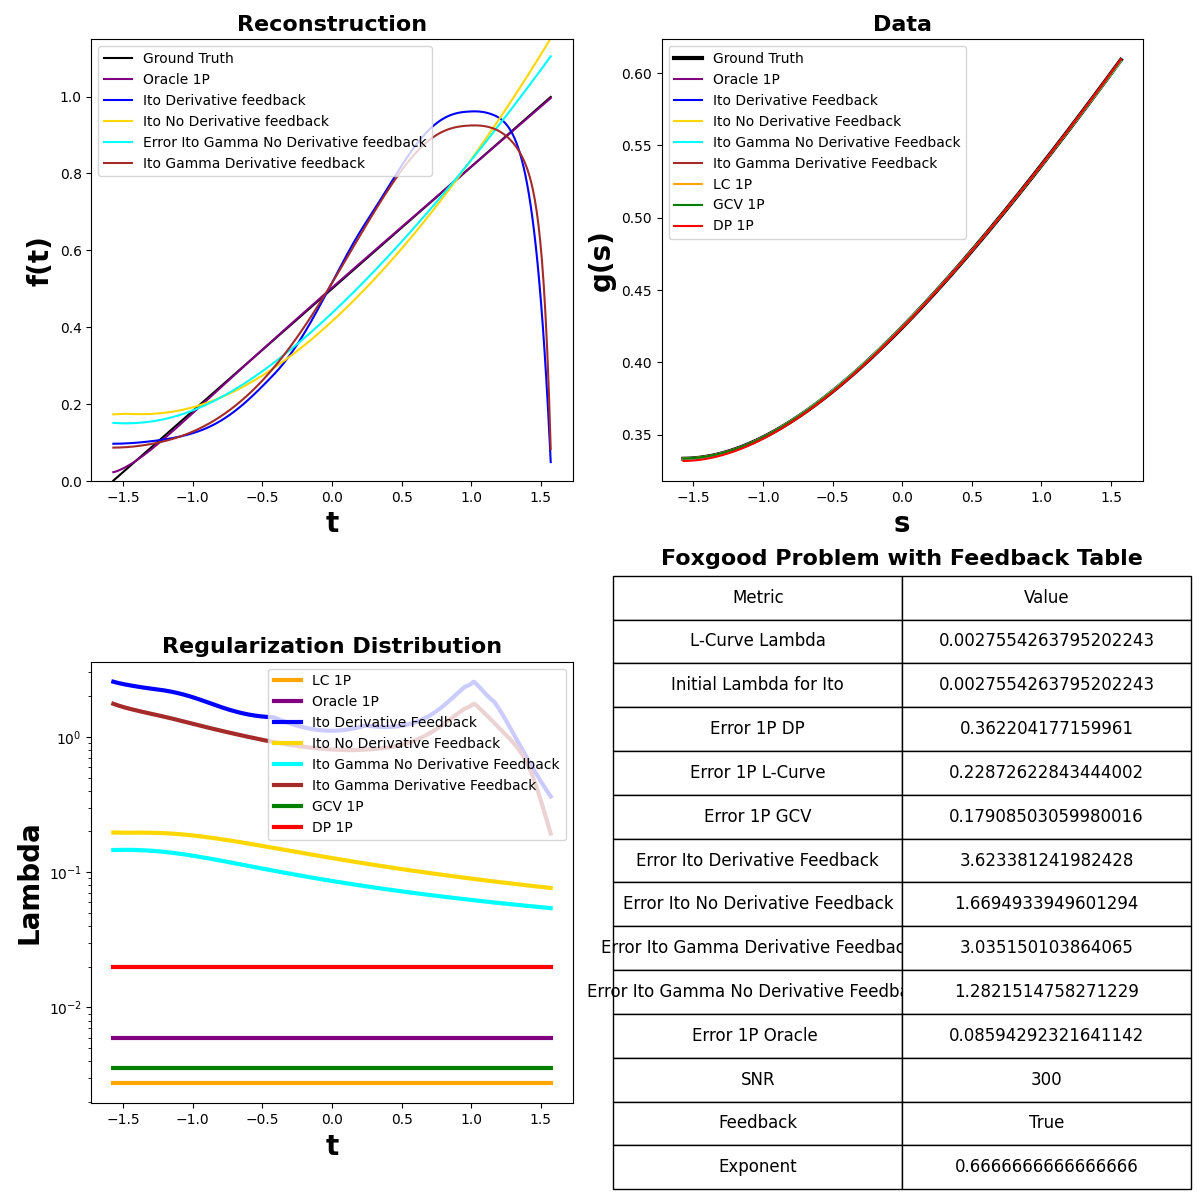 Reconstruction
Ground Truth
Oracle 1P
Ito Derivative feedback
Ito No Derivative feedback
Error Ito Gamma No Derivative feedback
Ito Gamma Derivative feedback
1.0
0.8
0.6
0.4
0.2
0.0
f(t)
−1.5 −1.0 −0.5 0.0 0.5 1.0 1.5
t
Data
Ground Truth
Oracle 1P
Ito Derivative Feedback
Ito No Derivative Feedback
Ito Gamma No Derivative Feedback
Ito Gamma Derivative Feedback
LC 1P
GCV 1P
DP 1P
0.60
0.55
0.50
0.45
0.40
0.35
g(s)
−1.5 −1.0 −0.5 0.0 0.5 1.0 1.5
s
Regularization Distribution
LC 1P
Oracle 1P
Ito Derivative Feedback
Ito No Derivative Feedback
Ito Gamma No Derivative Feedback
Ito Gamma Derivative Feedback
GCV 1P
DP 1P
10⁰
10⁻¹
10⁻²
Lambda
−1.5 −1.0 −0.5 0.0 0.5 1.0 1.5
t
Foxgood Problem with Feedback Table
Metric Value
L-Curve Lambda 0.0027554263795202243
Initial Lambda for Ito 0.0027554263795202243
Error 1P DP 0.362204177159961
Error 1P L-Curve 0.22872622843444002
Error 1P GCV 0.17908503059980016
Error Ito Derivative Feedback 3.623381241982428
Error Ito No Derivative Feedback 1.6694933949601294
Error Ito Gamma Derivative Feedbac 3.035150103864065
Error Ito Gamma No Derivative Feedba 1.2821514758271229
Error 1P Oracle 0.08594292321641142
SNR 300
Feedback True
Exponent 0.6666666666666666